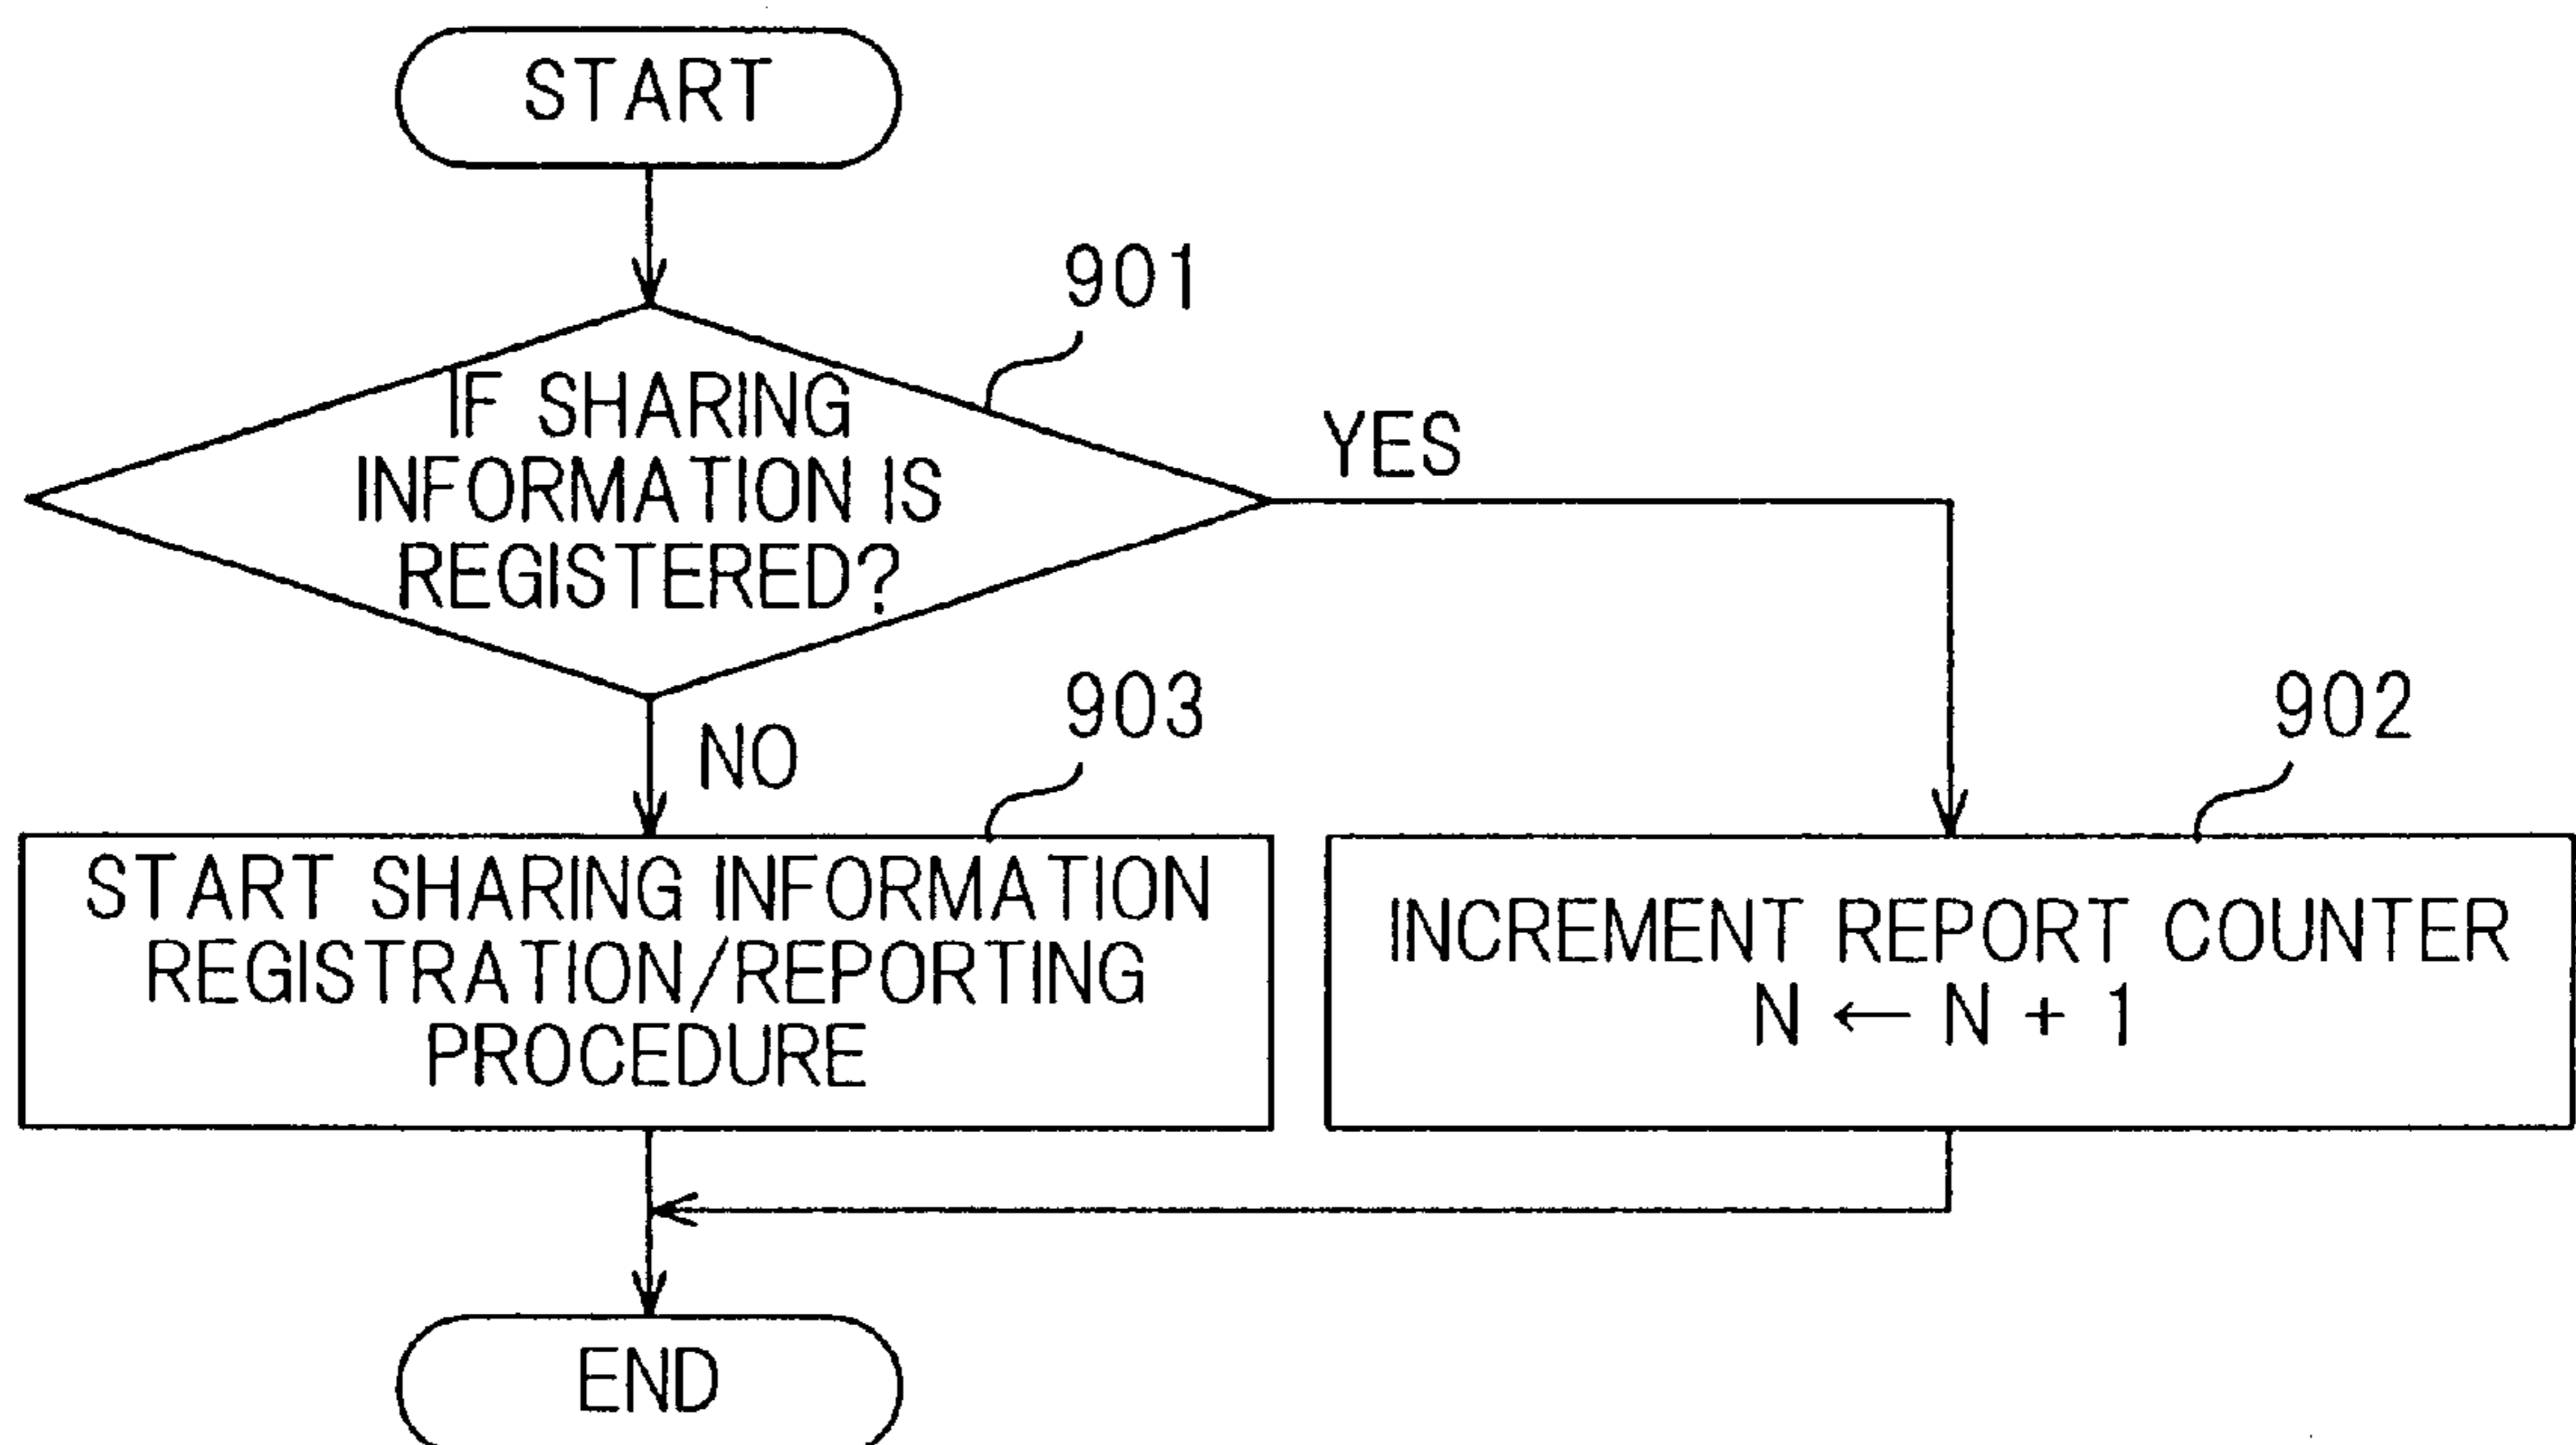 START
901
IF SHARING
INFORMATION IS
REGISTERED?
YES
NO
903
902
START SHARING INFORMATION
REGISTRATION/REPORTING
PROCEDURE
INCREMENT REPORT COUNTER
N ← N + 1
END